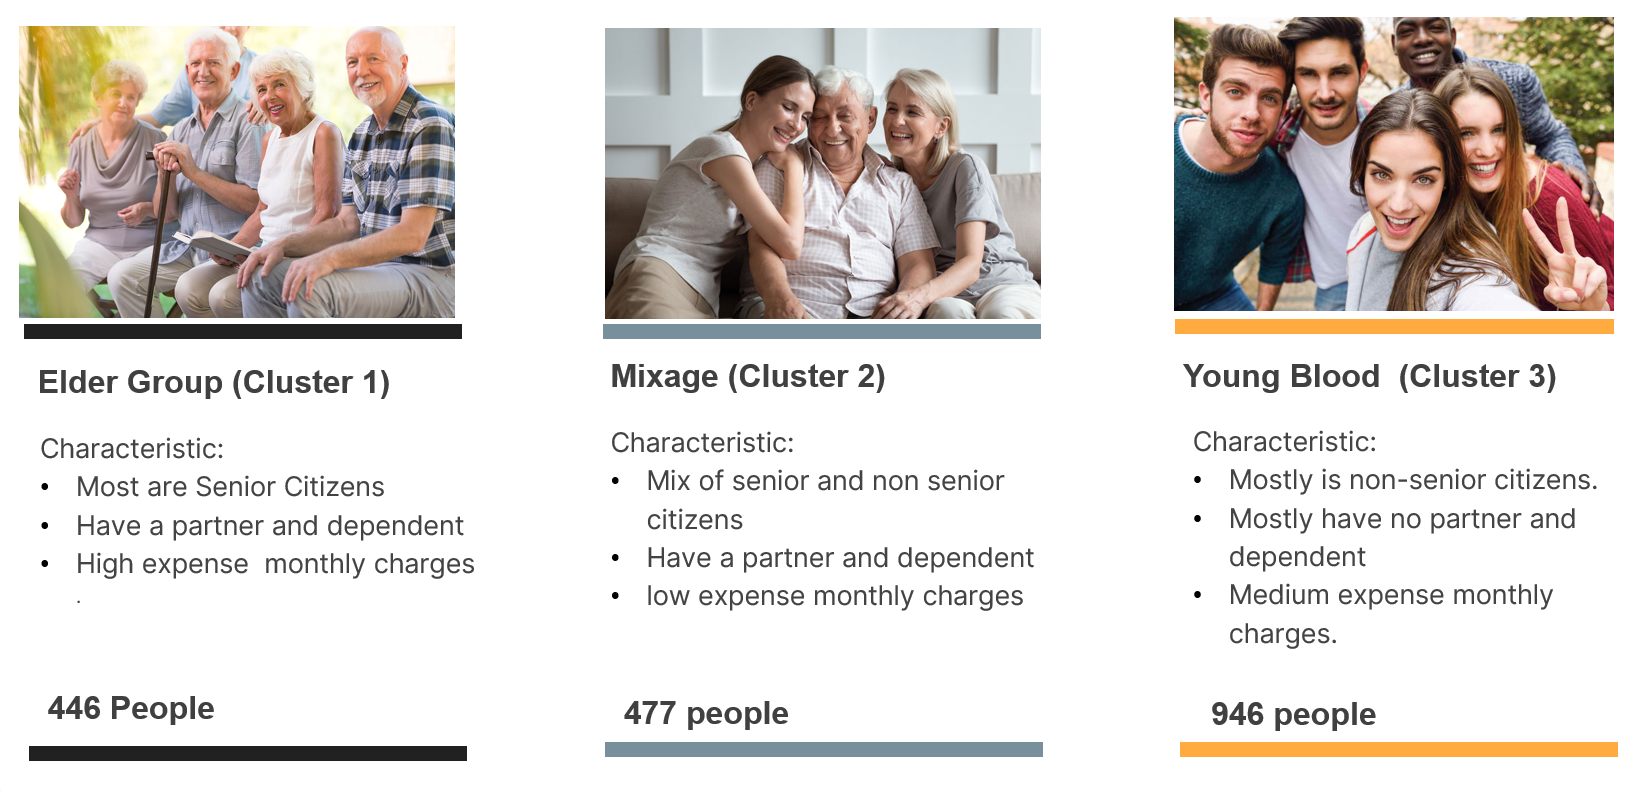 Elder Group (Cluster 1)
Characteristic:
• Most are Senior Citizens
• Have a partner and dependent
• High expense  monthly charges
.
446 People
Mixage (Cluster 2)
Characteristic:
• Mix of senior and non senior
citizens
• Have a partner and dependent
• low expense monthly charges
477 people
Young Blood  (Cluster 3)
Characteristic:
• Mostly is non-senior citizens.
• Mostly have no partner and
dependent
• Medium expense monthly
charges.
946 people